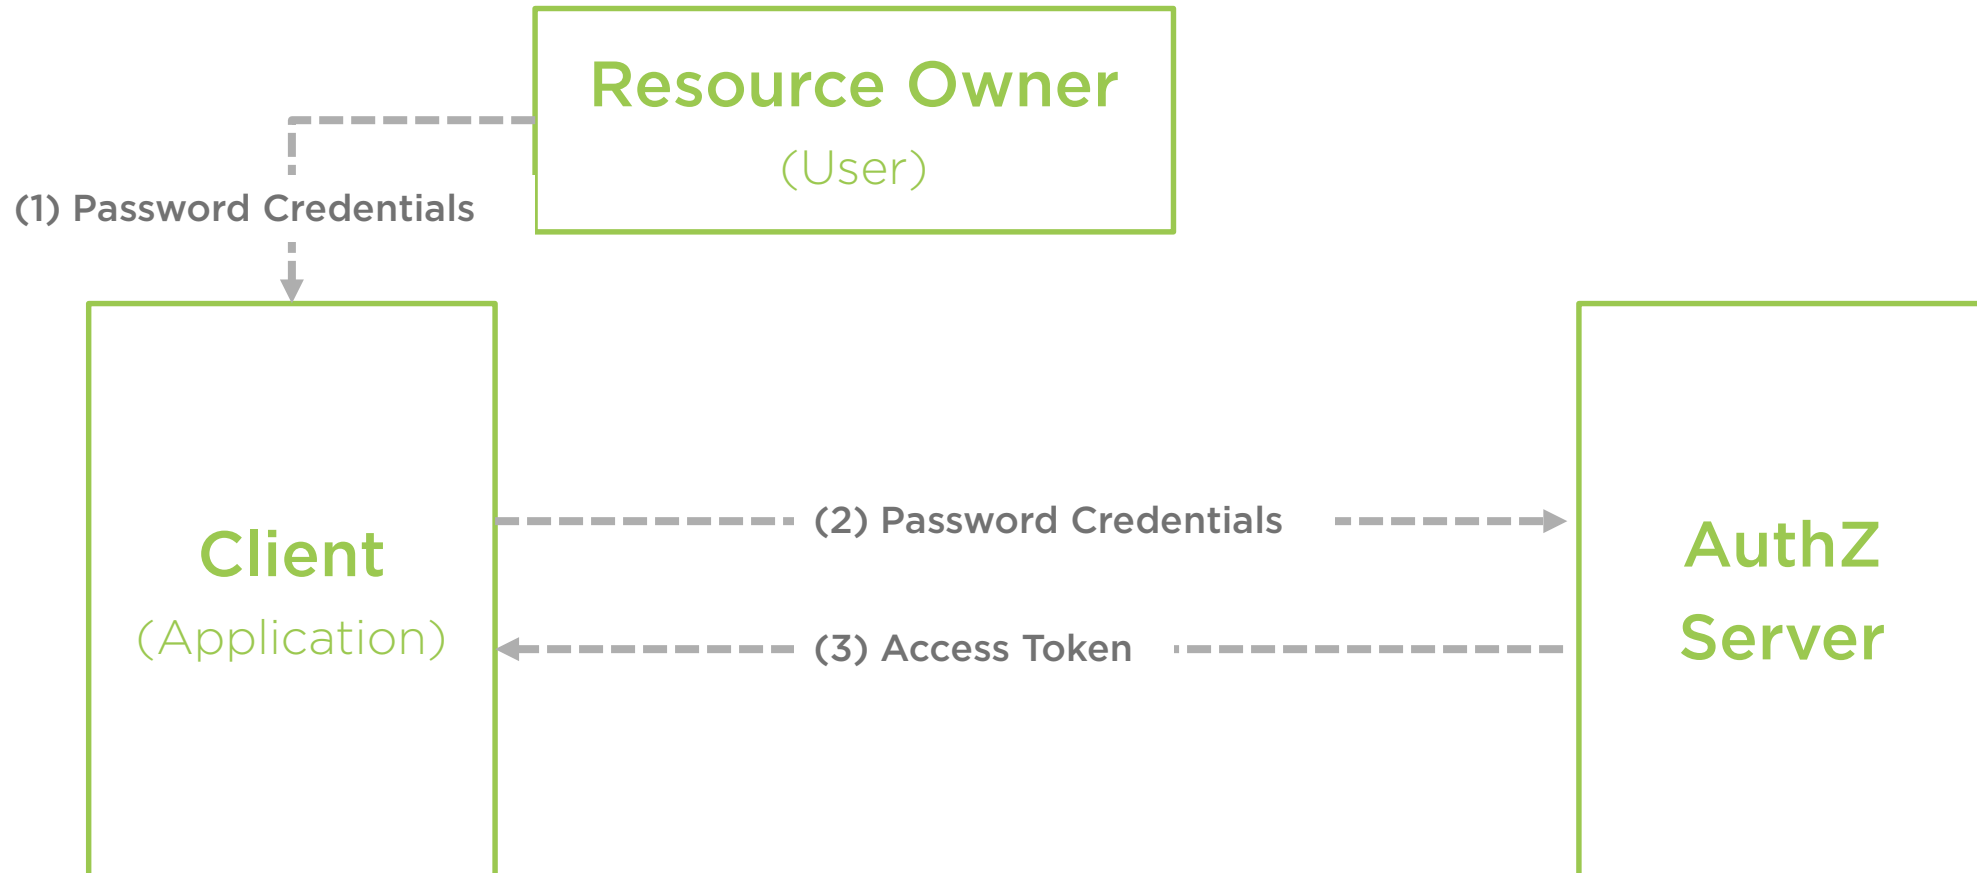 Resource Owner
(User)
(1) Password Credentials
Client
(Application)
(2) Password Credentials
(3) Access Token
AuthZ
Server